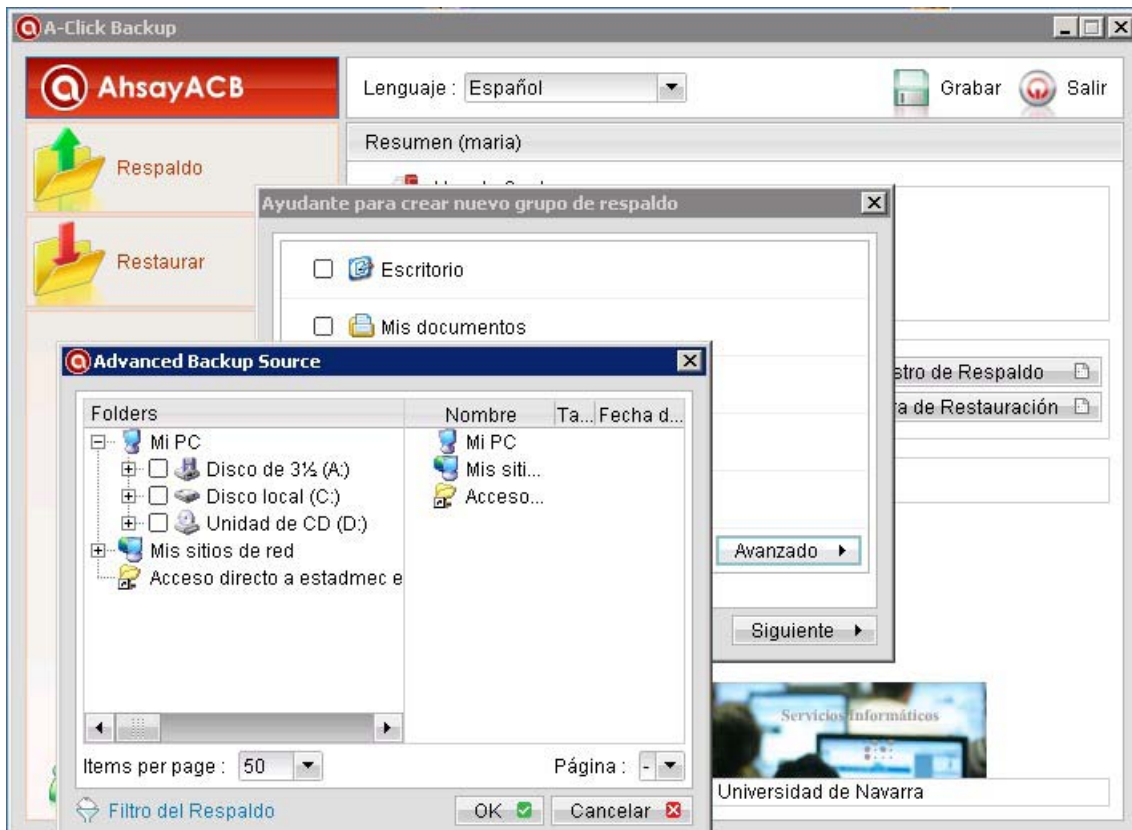 A-Click Backup
AhsayACB
Lenguaje : Español
Grabar
Salir
Respaldo
Restaurar
Resumen (maria)
Ayudante para crear nuevo grupo de respaldo
Escritorio
Mis documentos
stro de Respaldo
a de Restauración
Avanzado
Siguiente
Advanced Backup Source
Folders
Nombre Ta... Fecha d...
Mi PC
Disco de 3½ (A:)
Disco local (C:)
Unidad de CD (D:)
Mis sitios de red
Acceso directo a estadmec e
Mi PC
Mis siti...
Acceso...
Items per page : 50
Página : -
Filtro del Respaldo
OK
Cancelar
Servicios Informáticos
Universidad de Navarra